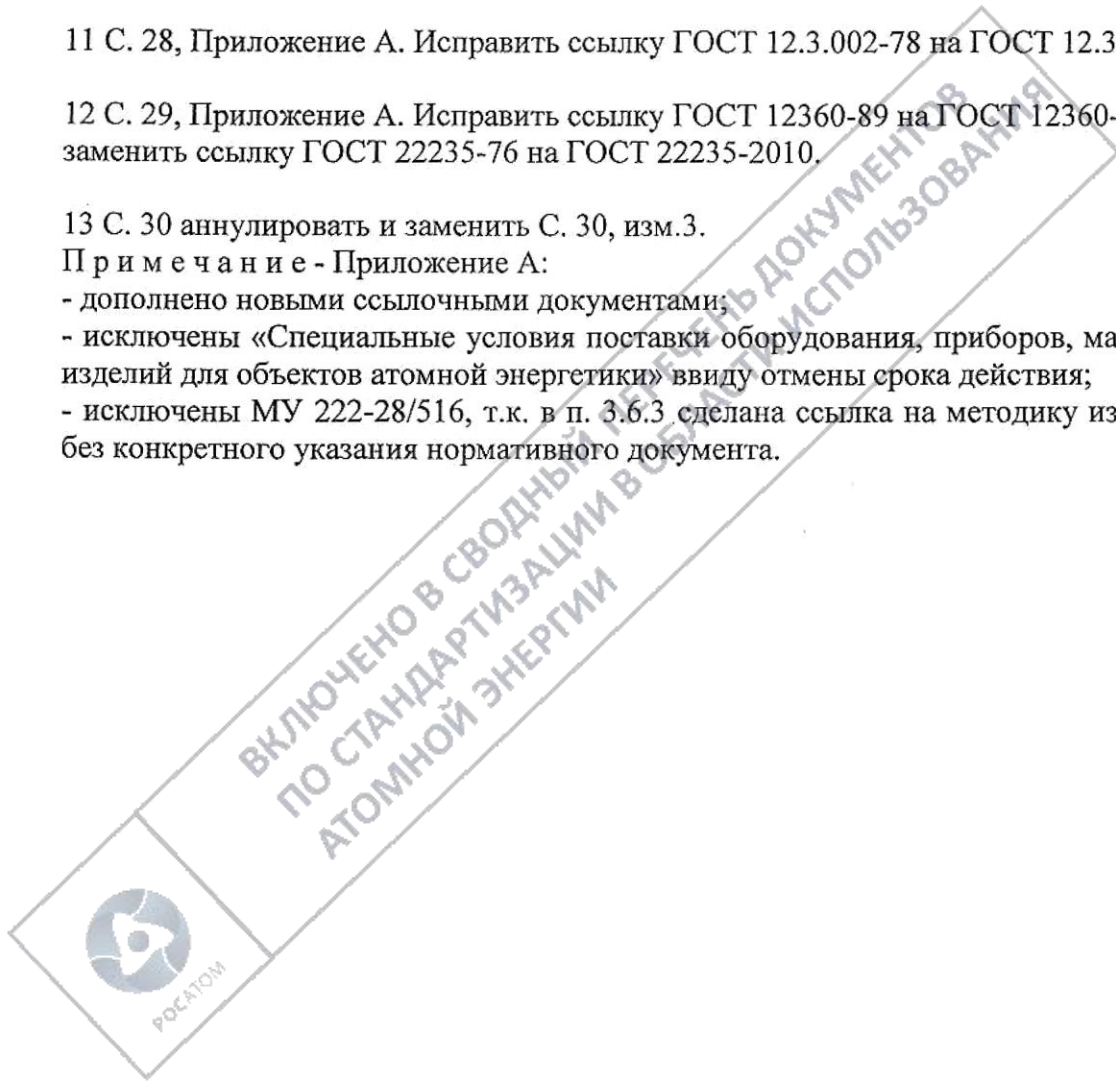 11 С. 28, Приложение А. Исправить ссылку ГОСТ 12.3.002-78 на ГОСТ 12.3
12 С. 29, Приложение А. Исправить ссылку ГОСТ 12360-89 на ГОСТ 12360-
заменить ссылку ГОСТ 22235-76 на ГОСТ 22235-2010.
13 С. 30 аннулировать и заменить С. 30, изм.3.
П р и м е ч а н и е - Приложение А:
- дополнено новыми ссылочными документами;
- исключены «Специальные условия поставки оборудования, приборов, ма
изделий для объектов атомной энергетики» ввиду отмены срока действия;
- исключены МУ 222-28/516, т.к. в п. 3.6.3 сделана ссылка на методику из
без конкретного указания нормативного документа.
ВКЛЮЧЕНО В СВОДНЫЙ ПЕРЕЧЕНЬ ДОКУМЕНТОВ
ПО СТАНДАРТИЗАЦИИ В ОБЛАСТИ ИСПОЛЬЗОВАНИЯ
АТОМНОЙ ЭНЕРГИИ
РОСАТОМ